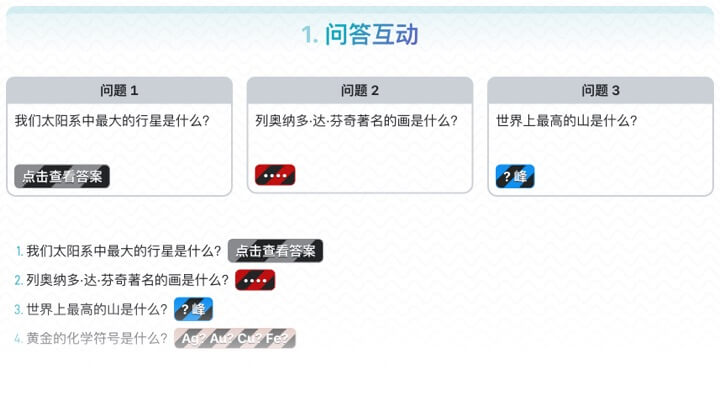 1. 问答互动
问题 1
我们太阳系中最大的行星是什么?
点击查看答案
问题 2
列奥纳多·达·芬奇著名的画是什么?
••••
问题 3
世界上最高的山是什么?
? 峰
1. 我们太阳系中最大的行星是什么? 点击查看答案
2. 列奥纳多·达·芬奇著名的画是什么? ••••
3. 世界上最高的山是什么? ? 峰
4. 黄金的化学符号是什么? Ag? Au? Cu? Fe?